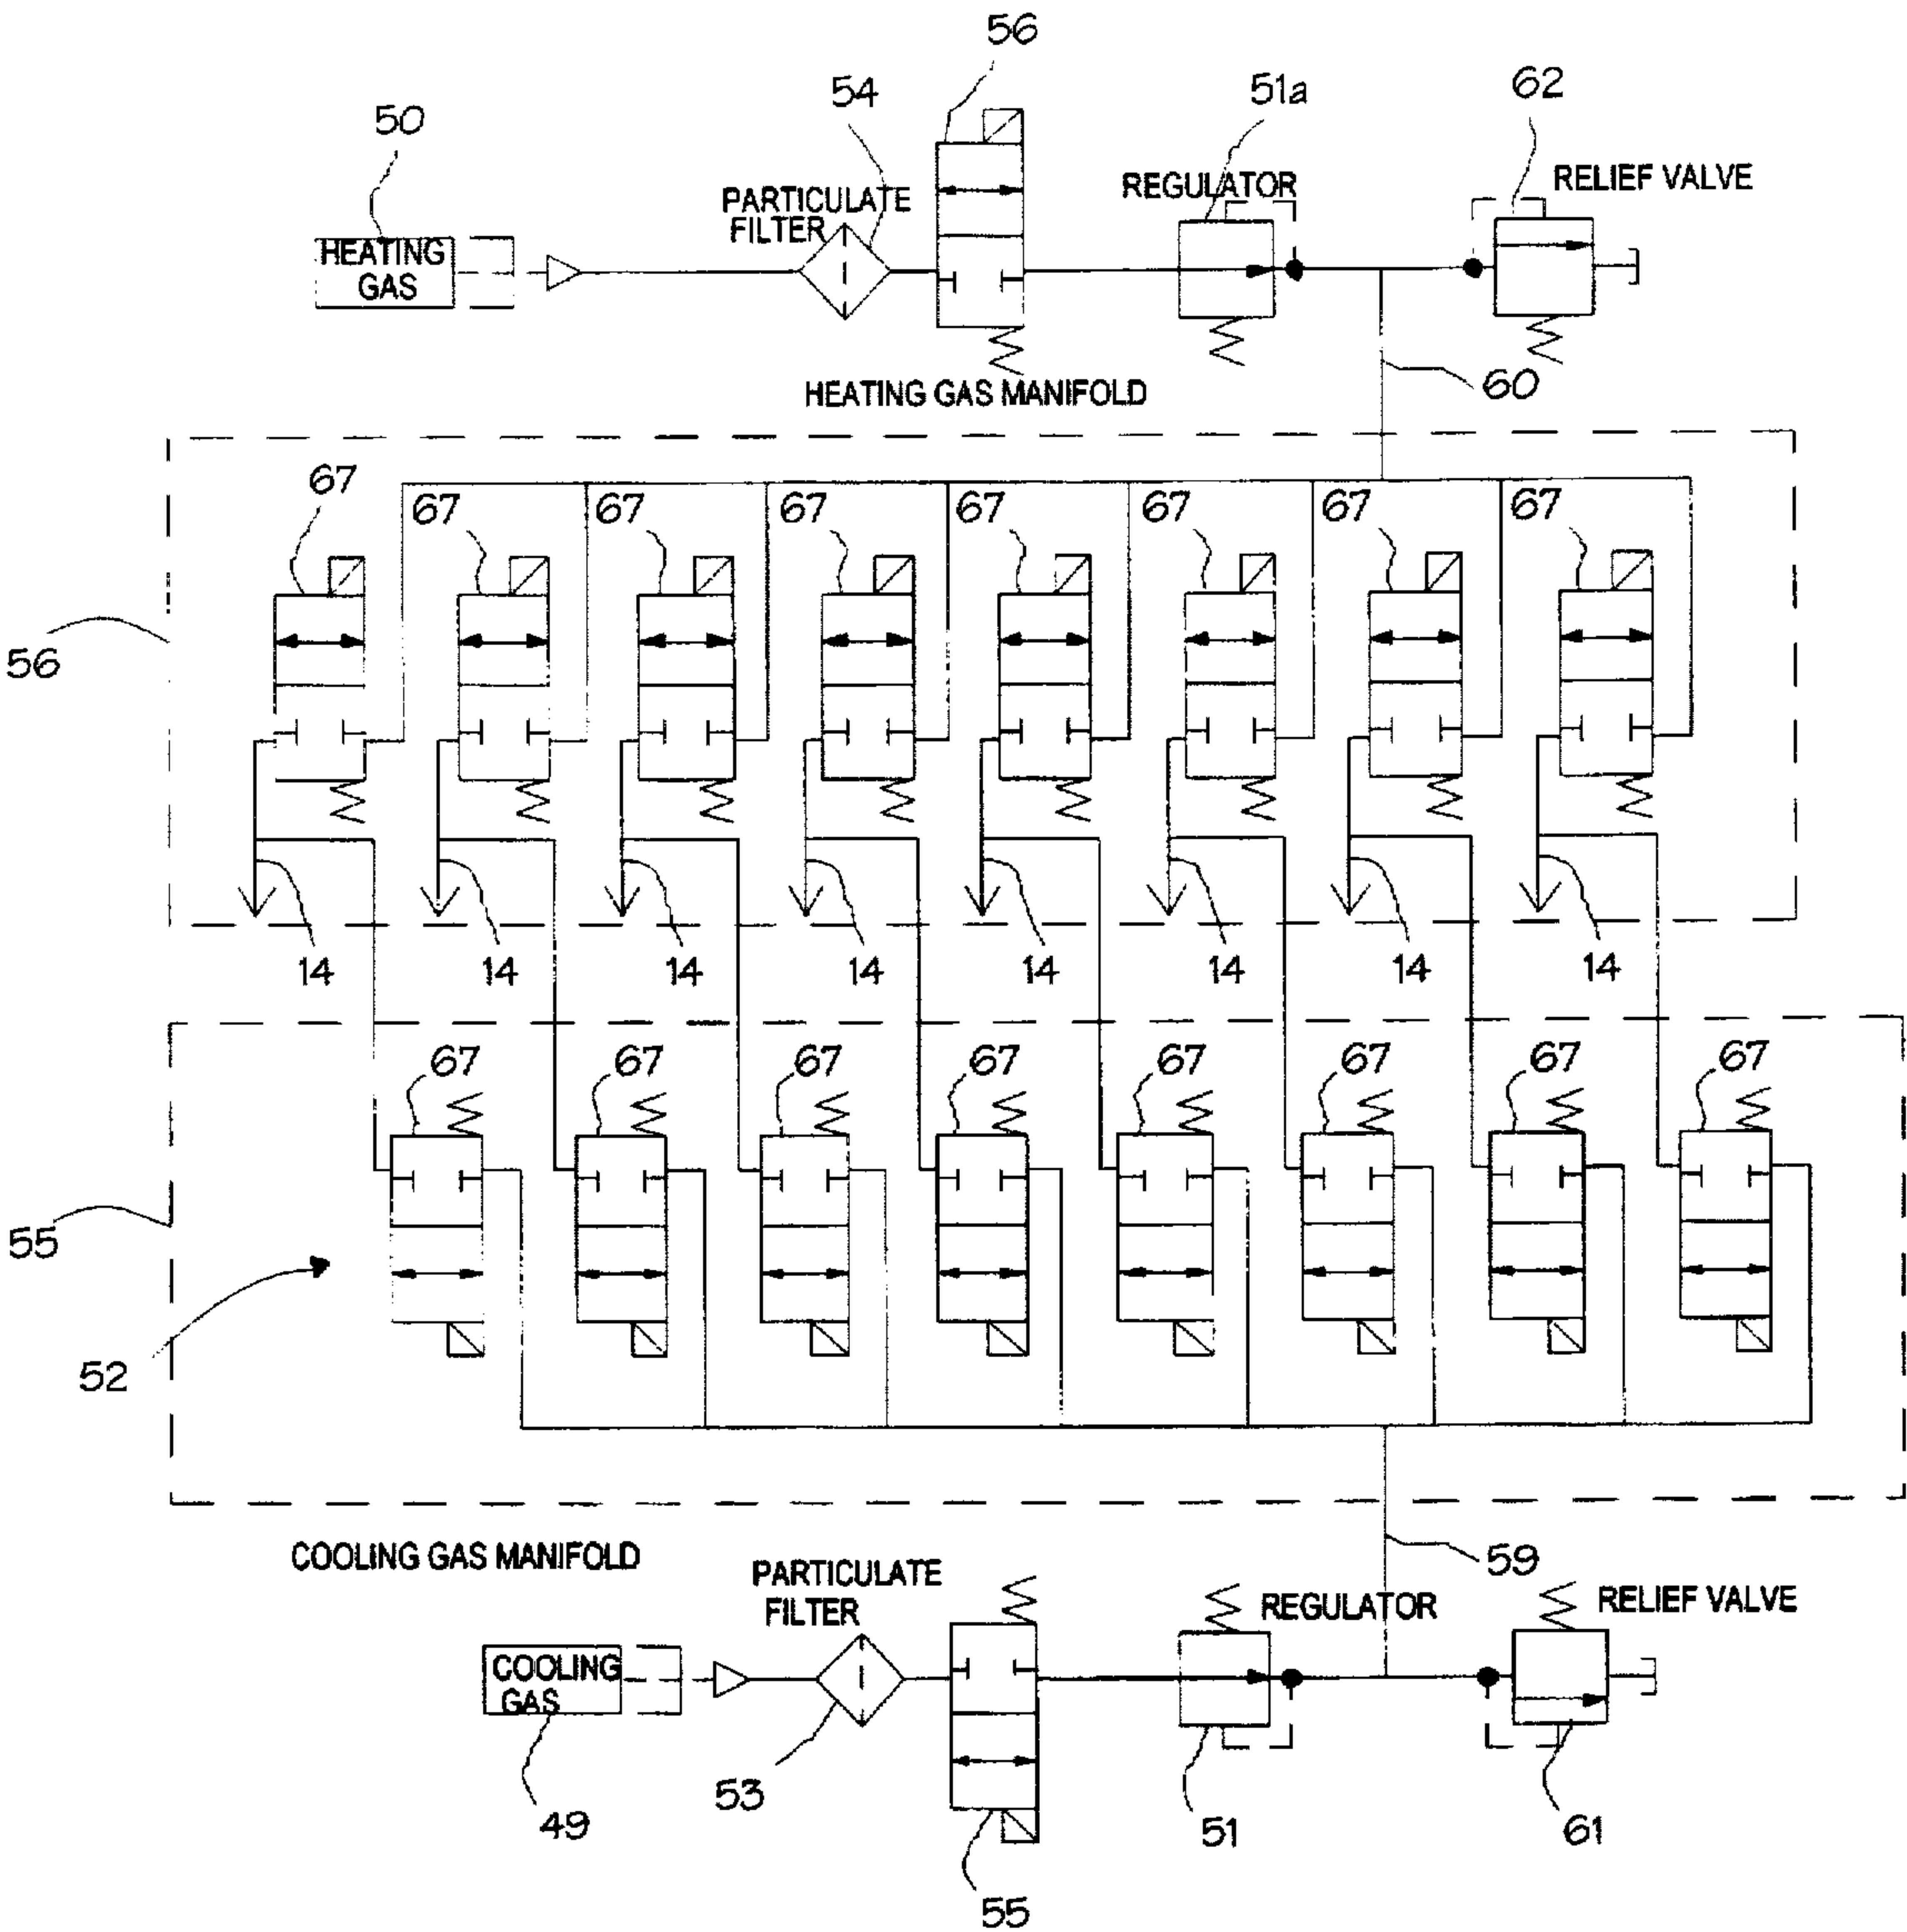 56
62
51a
54
50
RELIEF VALVE
REGULATOR
PARTICULATE
FILTER
HEATING
GAS
60
HEATING GAS MANIFOLD
67
67 67 67 67 67 67 67
56
14 14 14 14 14 14 14 14
67 67 67 67 67 67 67 67
55
52
59
COOLING GAS MANIFOLD
PARTICULATE
FILTER
REGULATOR
RELIEF VALVE
COOLING
GAS
53
49
51
61
55